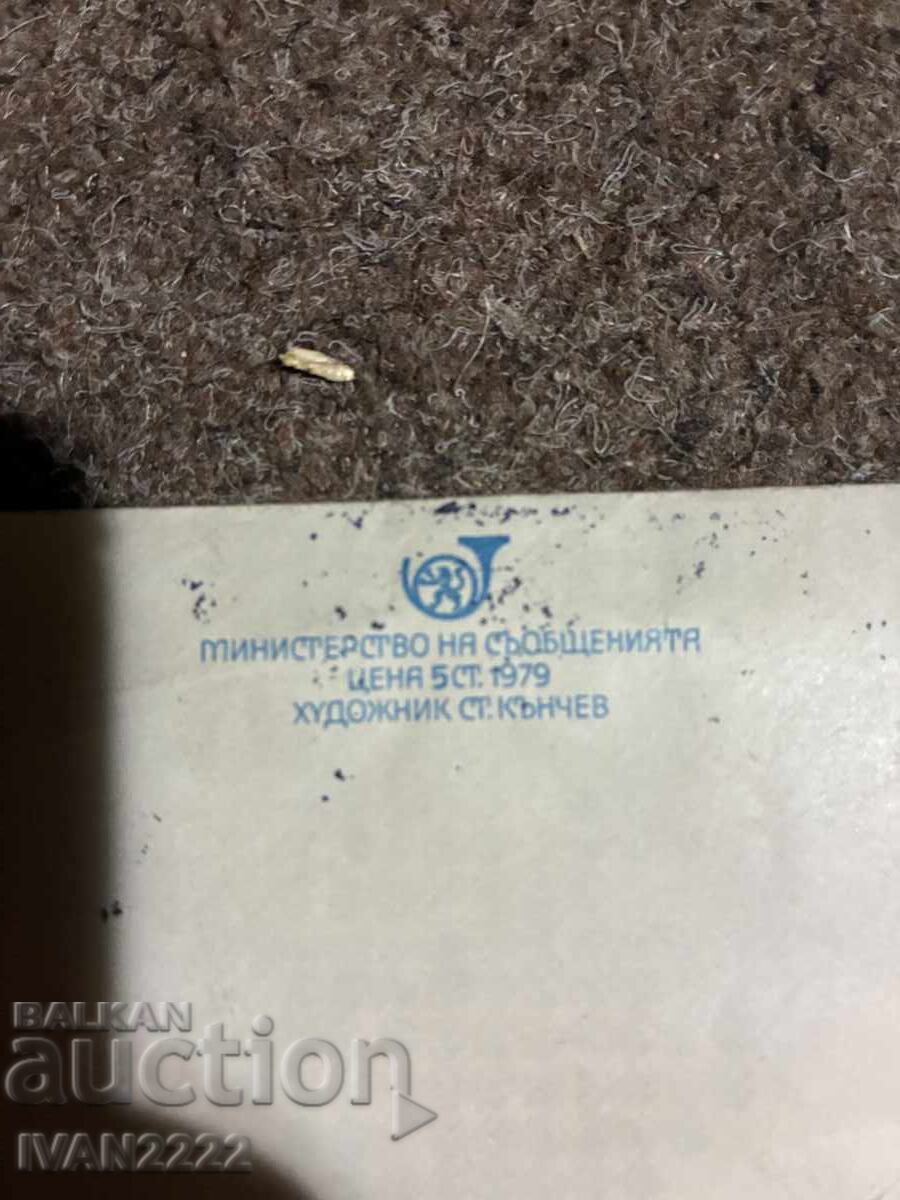 МИНИСТЕРСТВО НА СЪОБЩЕНИЯТА
ЦЕНА 5 СТ. 1979
ХУДОЖНИК СТ. КЪНЧЕВ
BALKAN
auction
IVAN2222